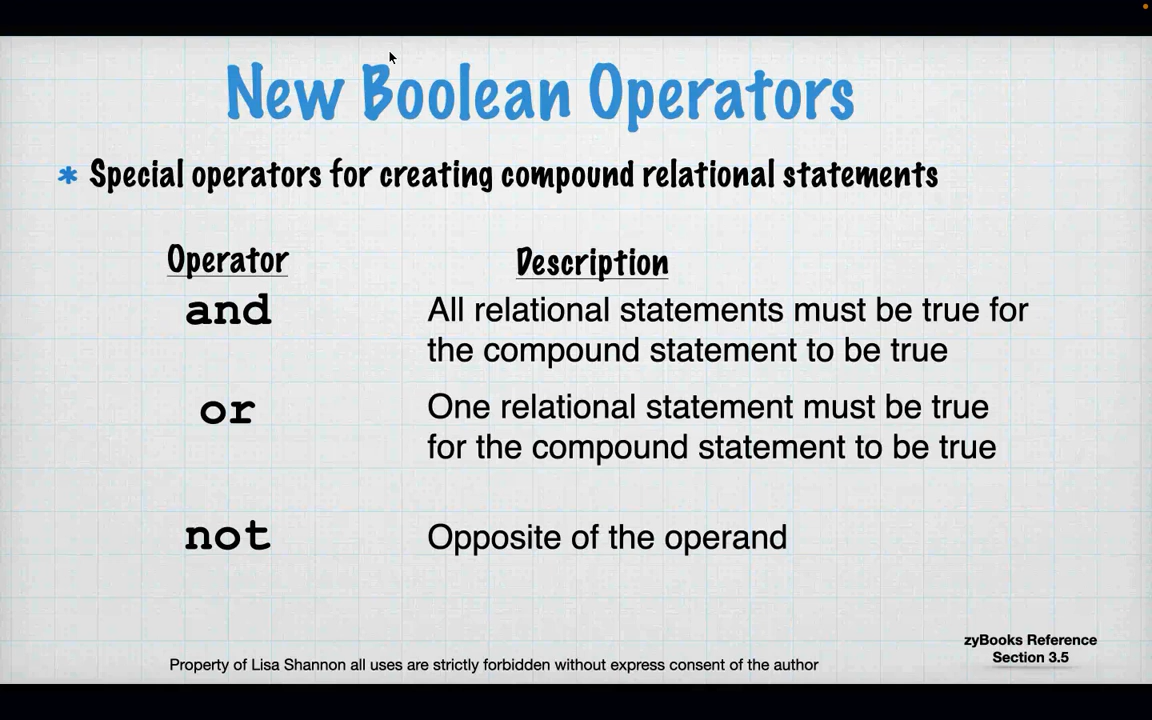 New Boolean Operators
* Special operators for creating compound relational statements
Operator Description
and All relational statements must be true for
the compound statement to be true
or One relational statement must be true
for the compound statement to be true
not Opposite of the operand
zyBooks Reference
Section 3.5
Property of Lisa Shannon all uses are strictly forbidden without express consent of the author